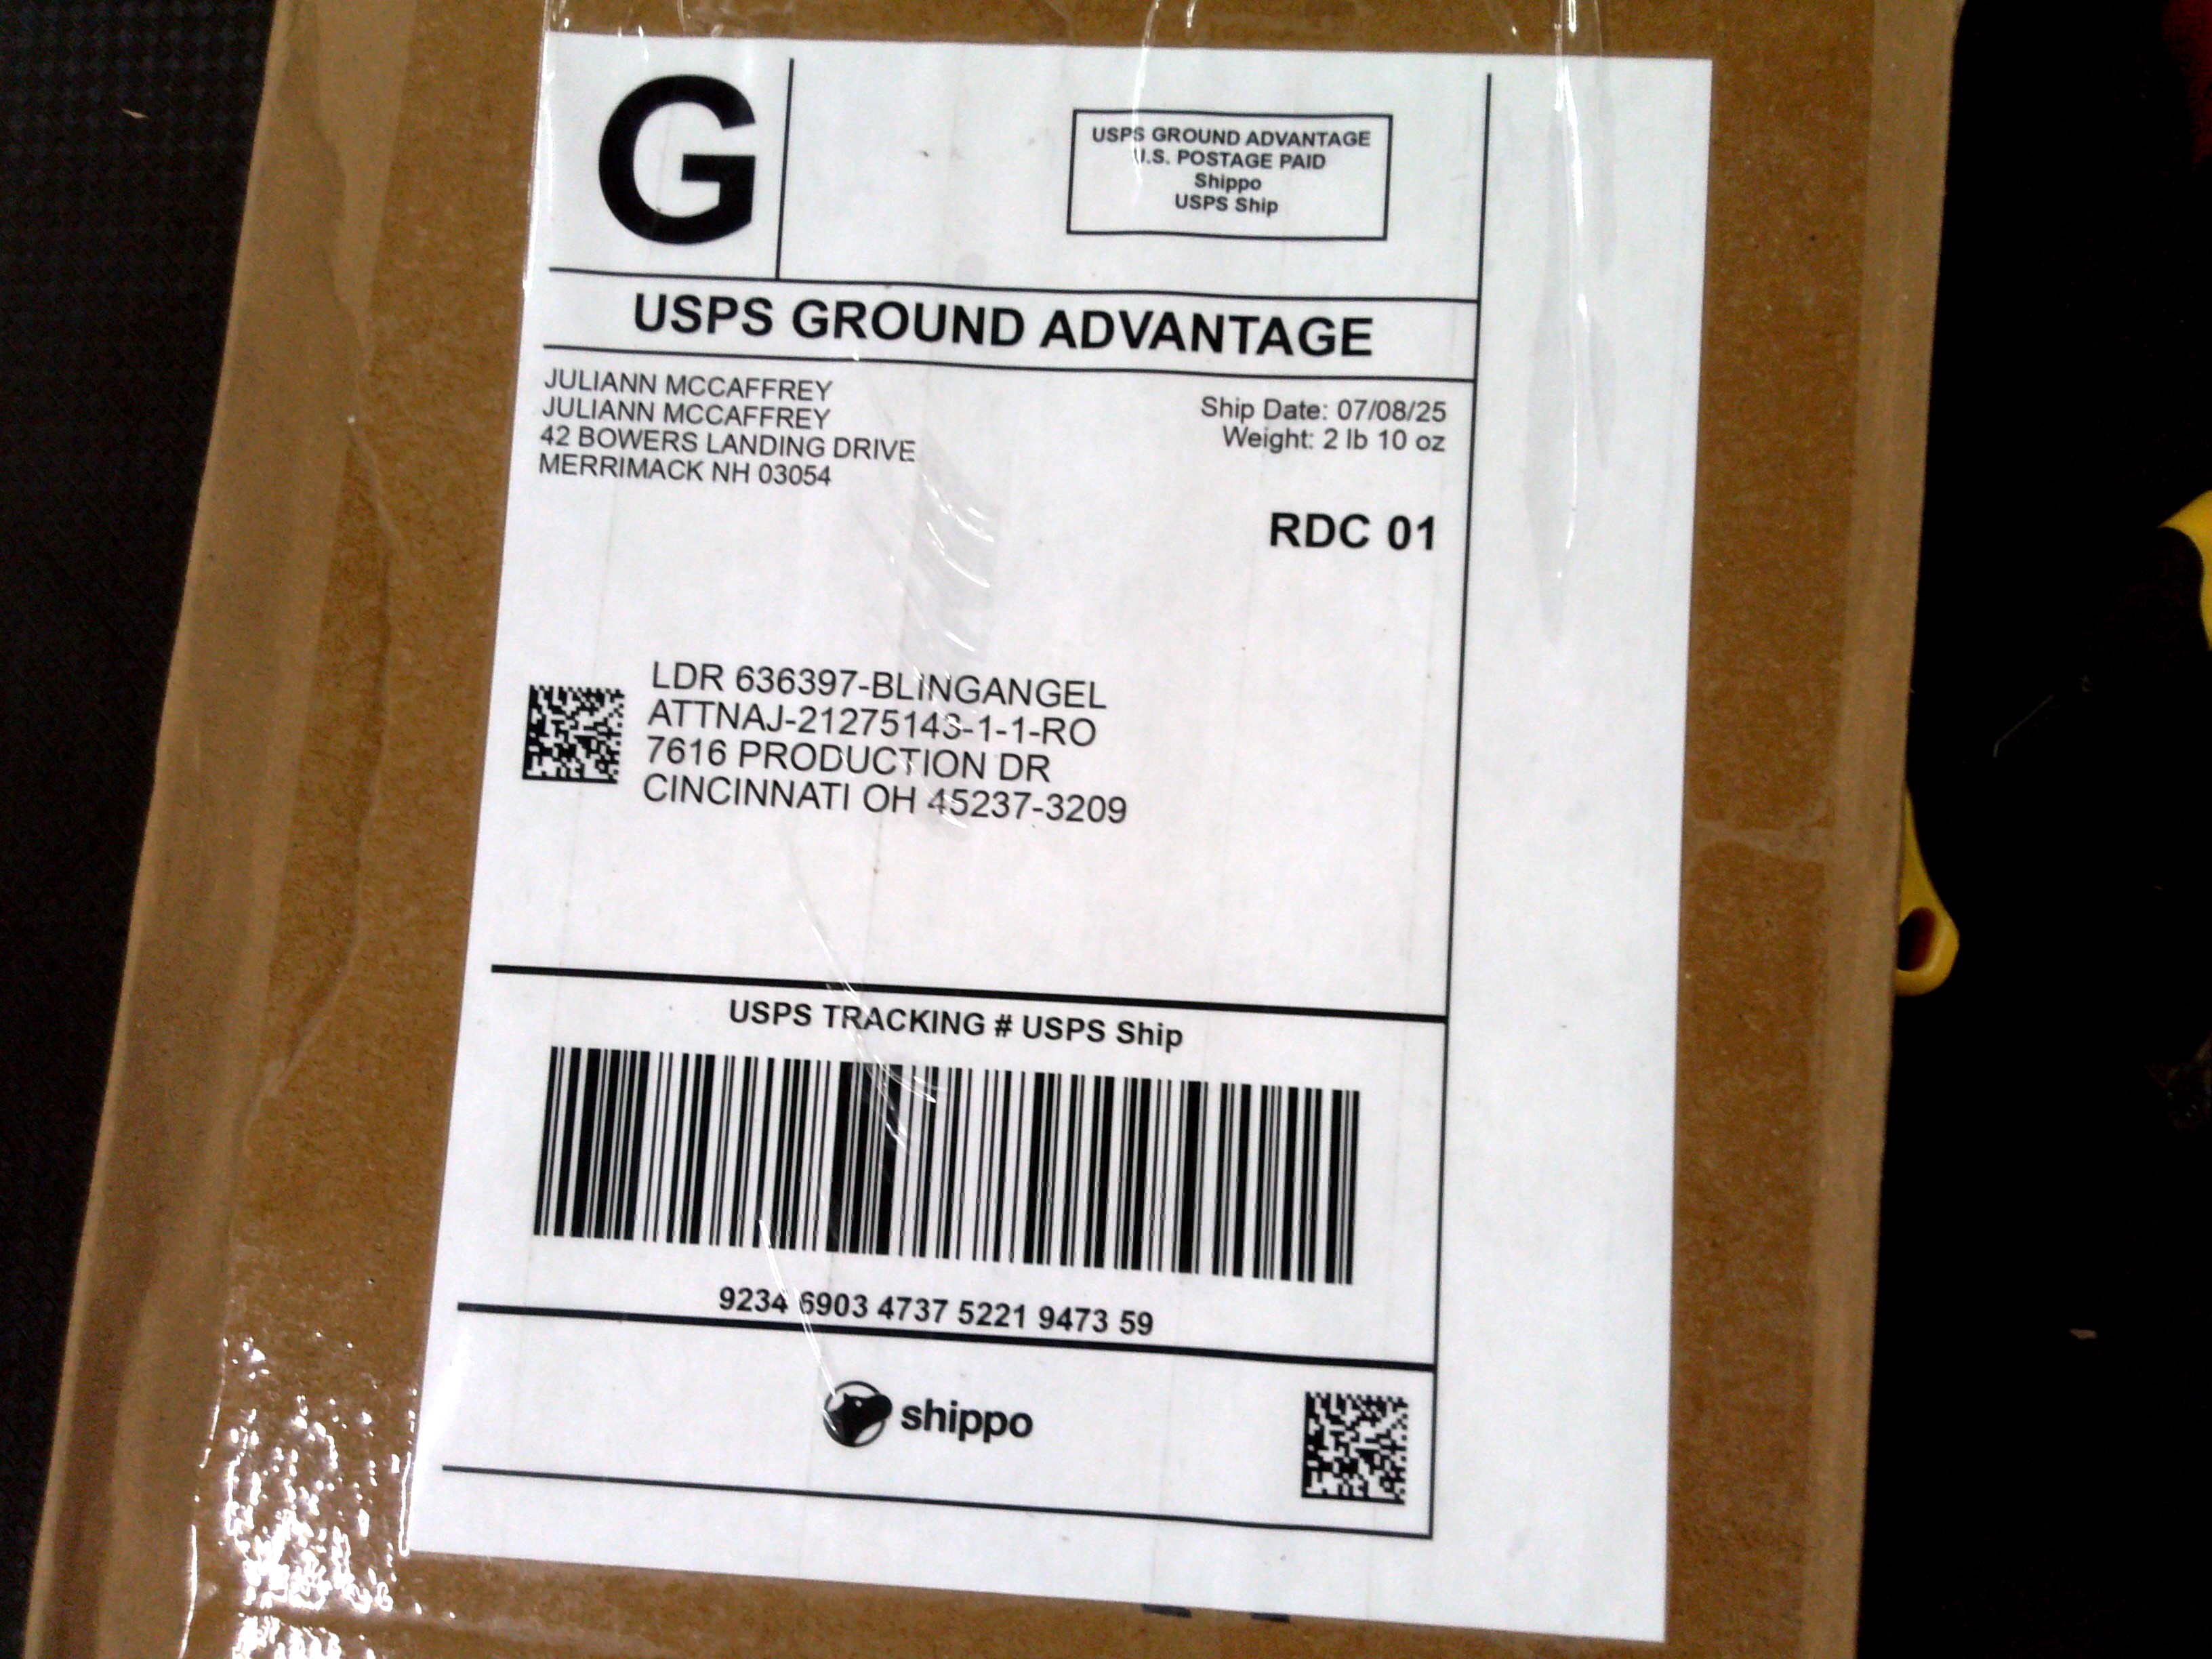 G
USPS GROUND ADVANTAGE
U.S. POSTAGE PAID
Shippo
USPS Ship
USPS GROUND ADVANTAGE
JULIANN MCCAFFREY
JULIANN MCCAFFREY
42 BOWERS LANDING DRIVE
MERRIMACK NH 03054
Ship Date: 07/08/25
Weight: 2 lb 10 oz
RDC 01
LDR 636397-BLINGANGEL
ATTNAJ-21275143-1-1-RO
7616 PRODUCTION DR
CINCINNATI OH 45237-3209
USPS TRACKING # USPS Ship
9234 6903 4737 5221 9473 59
shippo